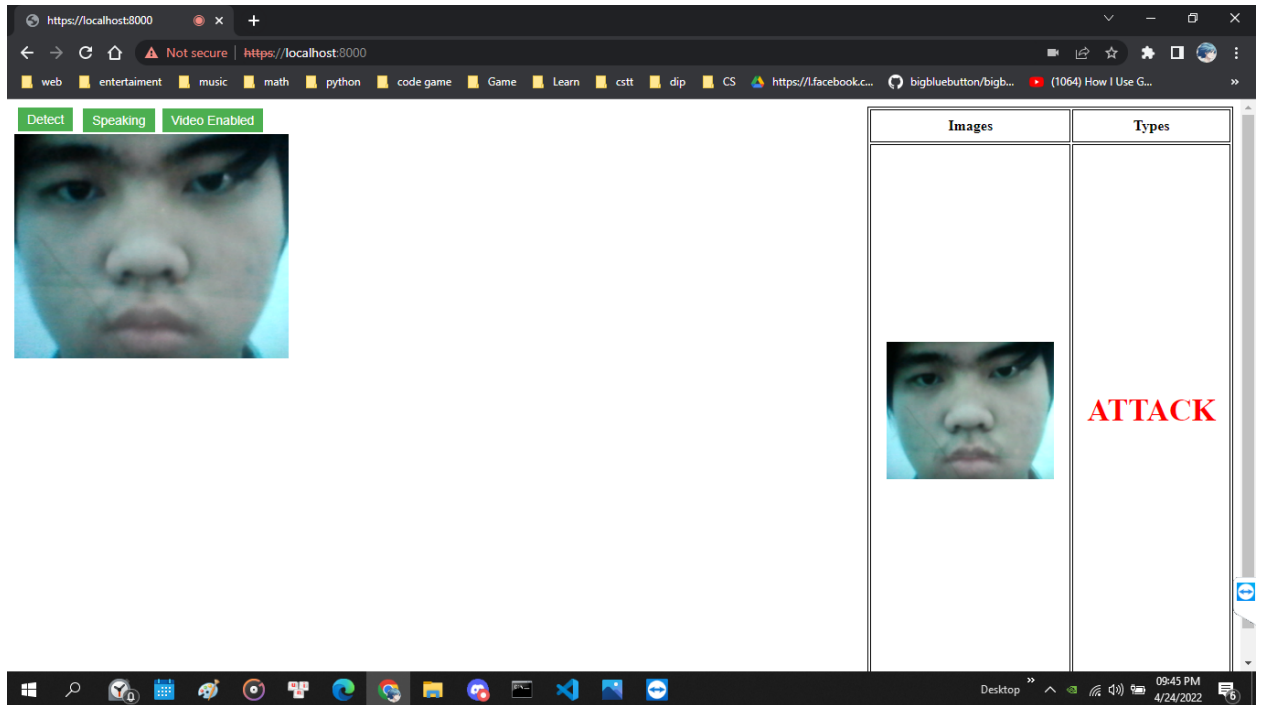 https://localhost:8000
Not secure https://localhost:8000
web entertaiment music math python code game Game Learn cstt dip CS https://l.facebook.c... bigbluebutton/bigb... (1064) How I Use G... »
Detect Speaking Video Enabled
Images Types
ATTACK
Desktop » 09:45 PM
4/24/2022 6